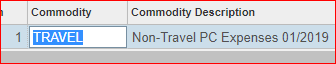 Commodity Commodity Description
1 TRAVEL Non-Travel PC Expenses 01/2019